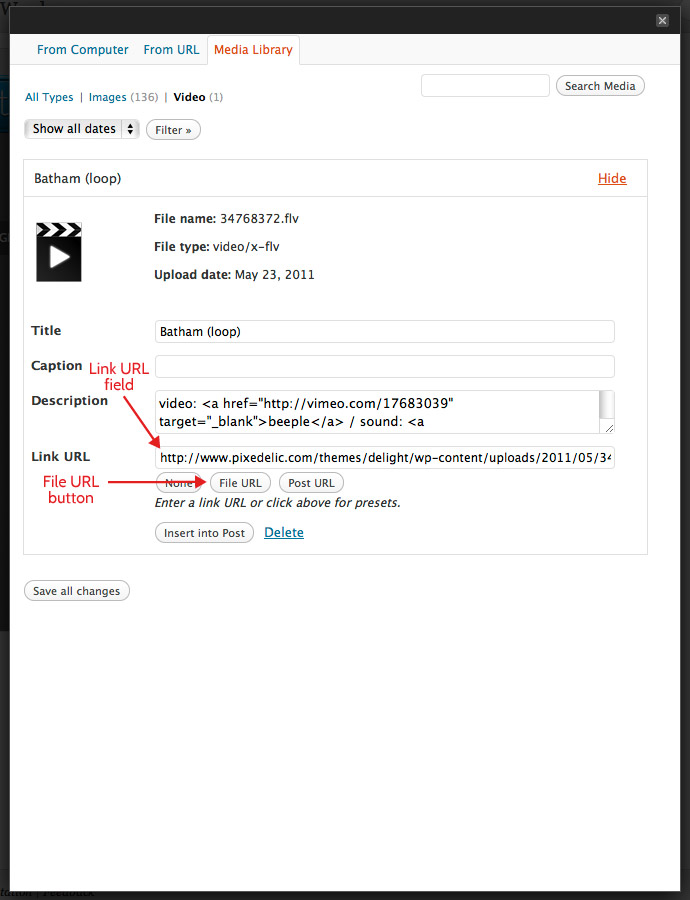 From Computer From URL Media Library
Search Media
All Types | Images (136) | Video (1)
Show all dates Filter »
Batham (loop) Hide
File name: 34768372.flv
File type: video/x-flv
Upload date: May 23, 2011
Title Batham (loop)
Caption
Link URL
field
Description video: <a href="http://vimeo.com/17683039"
target="_blank">beeple</a> / sound: <a
Link URL http://www.pixedelic.com/themes/delight/wp-content/uploads/2011/05/34
File URL
button
None File URL Post URL
Enter a link URL or click above for presets.
Insert into Post Delete
Save all changes